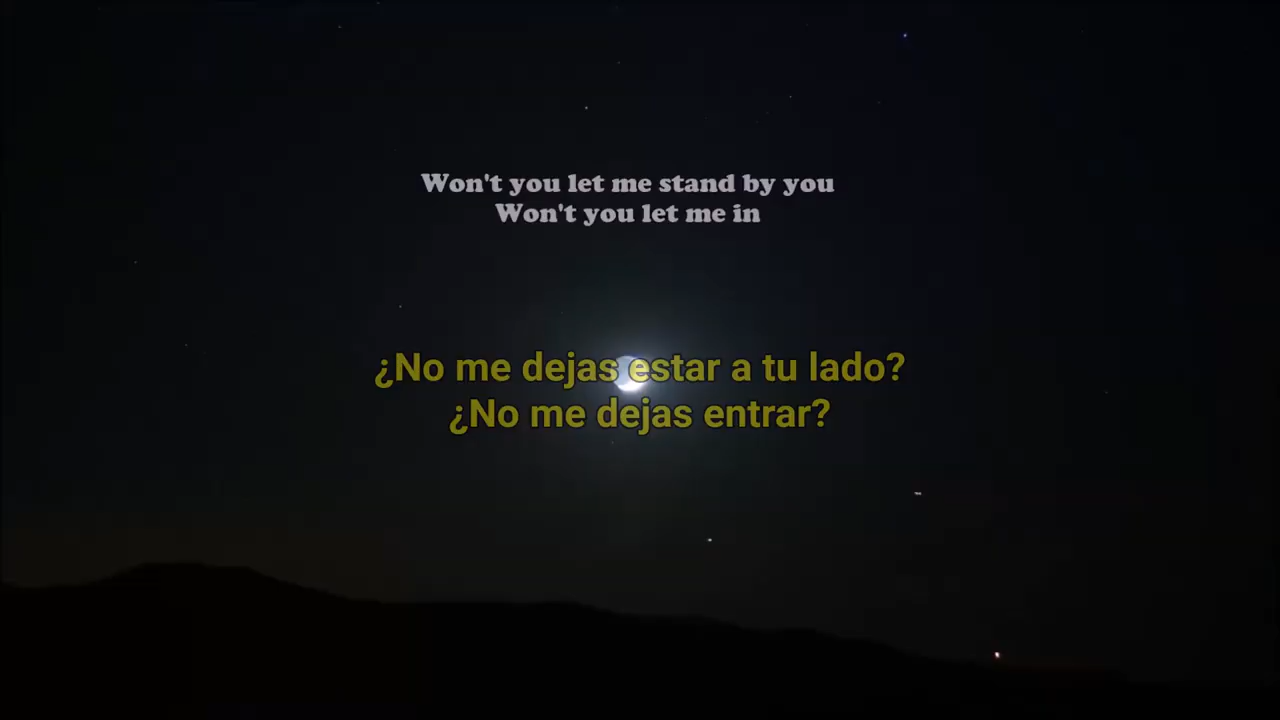 Won't you let me stand by you
Won't you let me in
¿No me dejas estar a tu lado?
¿No me dejas entrar?